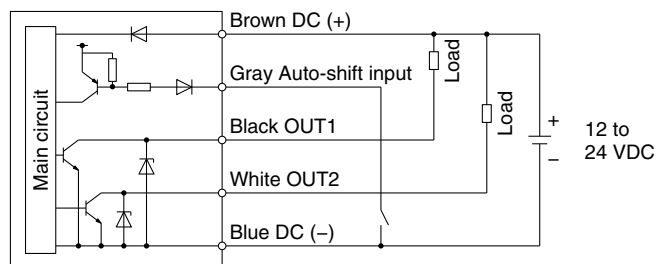 Brown DC (+)
Gray Auto-shift input
Black OUT1
White OUT2
Blue DC (−)
Main circuit
Load
Load
+
−
12 to
24 VDC